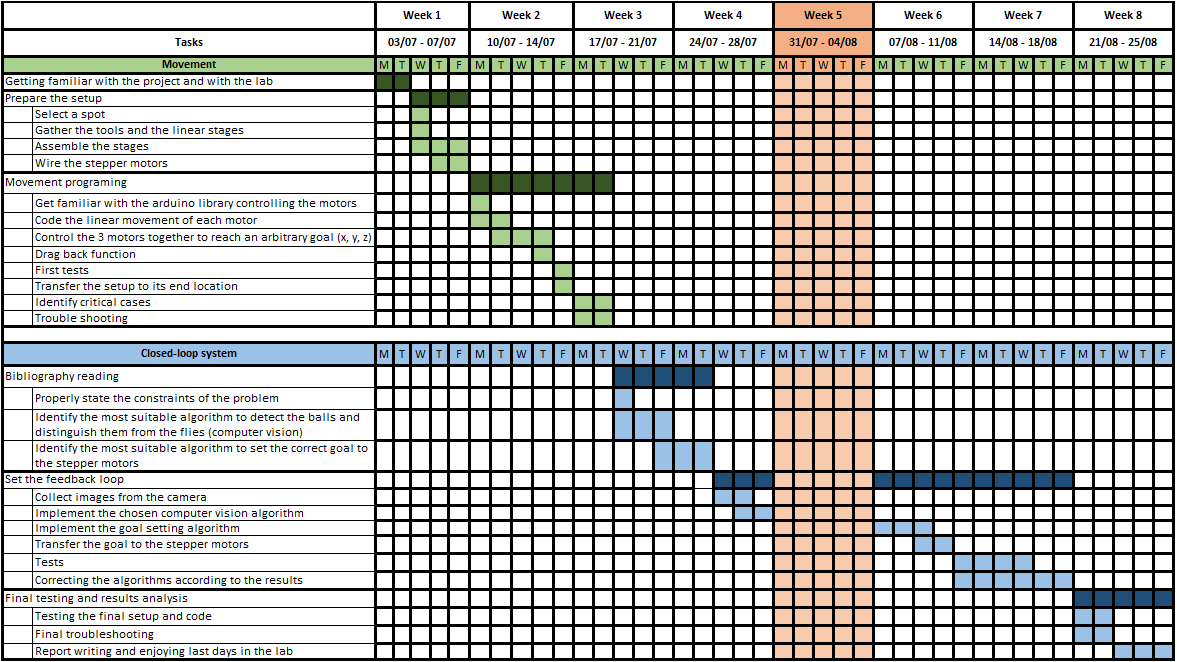 Week 1 Week 2 Week 3 Week 4 Week 5 Week 6 Week 7 Week 8
Tasks 03/07 - 07/07 10/07 - 14/07 17/07 - 21/07 24/07 - 28/07 31/07 - 04/08 07/08 - 11/08 14/08 - 18/08 21/08 - 25/08
Movement M T W T F M T W T F M T W T F M T W T F M T W T F M T W T F M T W T F M T W T F
Getting familiar with the project and with the lab
Prepare the setup
Select a spot
Gather the tools and the linear stages
Assemble the stages
Wire the stepper motors
Movement programing
Get familiar with the arduino library controlling the motors
Code the linear movement of each motor
Control the 3 motors together to reach an arbitrary goal (x, y, z)
Drag back function
First tests
Transfer the setup to its end location
Identify critical cases
Trouble shooting
Closed-loop system M T W T F M T W T F M T W T F M T W T F M T W T F M T W T F M T W T F M T W T F
Bibliography reading
Properly state the constraints of the problem
Identify the most suitable algorithm to detect the balls and
distinguish them from the flies (computer vision)
Identify the most suitable algorithm to set the correct goal to
the stepper motors
Set the feedback loop
Collect images from the camera
Implement the chosen computer vision algorithm
Implement the goal setting algorithm
Transfer the goal to the stepper motors
Tests
Correcting the algorithms according to the results
Final testing and results analysis
Testing the final setup and code
Final troubleshooting
Report writing and enjoying last days in the lab